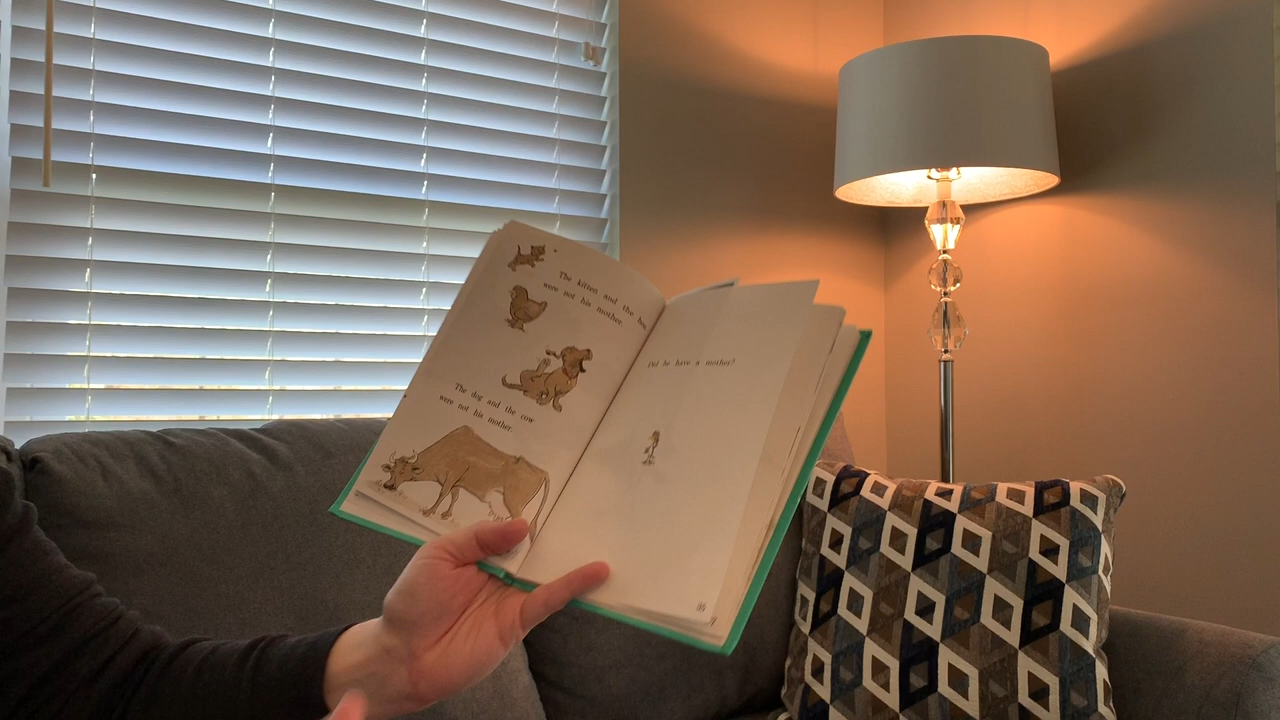 The kitten and the hen
were not his mother.
The dog and the cow
were not his mother.
Did he have a mother?